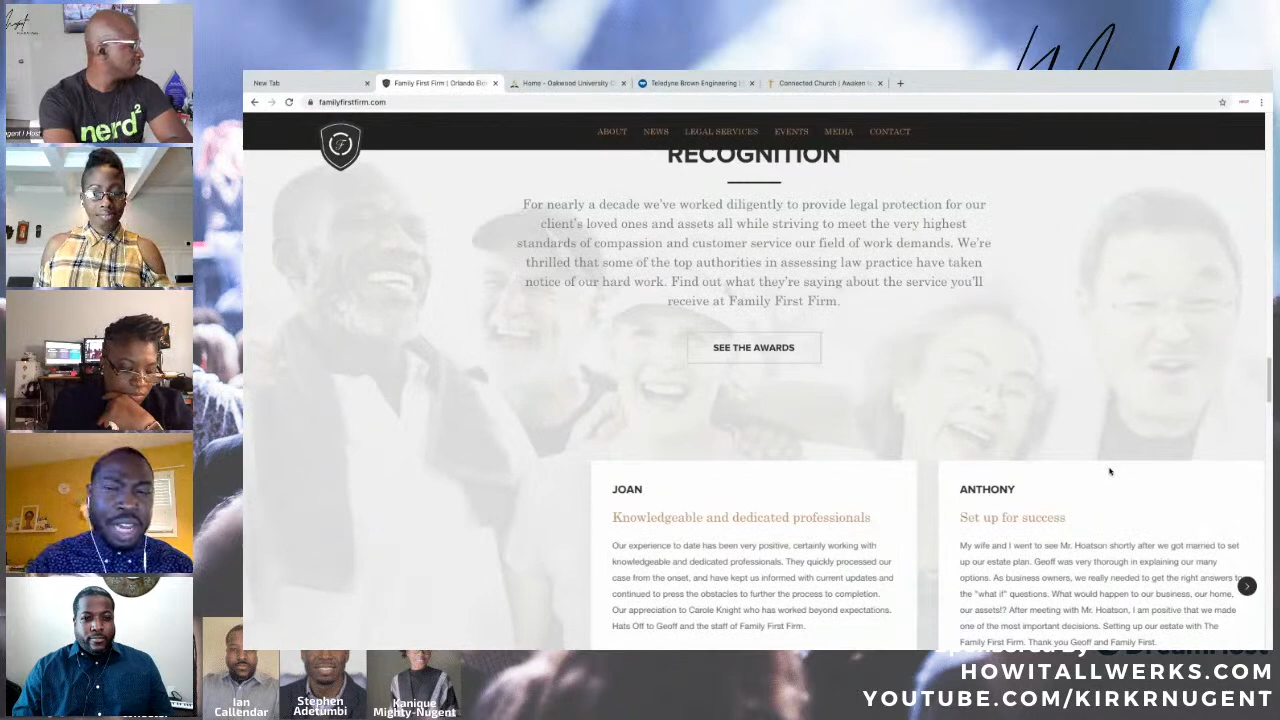 New Tab
Family First Firm | Orlando Eld
Home - Oakwood University C
Teledyne Brown Engineering |
Connected Church | Awaken
familyfirstfirm.com
ABOUT NEWS LEGAL SERVICES EVENTS MEDIA CONTACT
RECOGNITION
For nearly a decade we've worked diligently to provide legal protection for our
client's loved ones and assets all while striving to meet the very highest
standards of compassion and customer service our field of work demands. We're
thrilled that some of the top authorities in assessing law practice have taken
notice of our hard work. Find out what they're saying about the service you'll
receive at Family First Firm.
SEE THE AWARDS
JOAN
Knowledgeable and dedicated professionals
Our experience to date has been very positive, certainly working with
knowledgeable and dedicated professionals. They quickly processed our
case from the onset, and have kept us informed with current updates and
continued to press the obstacles to further the process to completion.
Our appreciation to Carole Knight who has worked beyond expectations.
Hats Off to Geoff and the staff of Family First Firm.
ANTHONY
Set up for success
My wife and I went to see Mr. Hoatson shortly after we got married to set
up our estate plan. Geoff was very thorough in explaining our many
options. As business owners, we really needed to get the right answers to
the "what if" questions. What would happen to our business, our home,
our assets!? After meeting with Mr. Hoatson, I am positive that we made
one of the most important decisions. Setting up our estate with The
Family First Firm. Thank you Geoff and Family First.
nerd²
Host
Ian
Callendar
Stephen
Adetumbi
Kanique
Mighty-Nugent
HOWITALLWERKS.COM
YOUTUBE.COM/KIRKRNUGENT